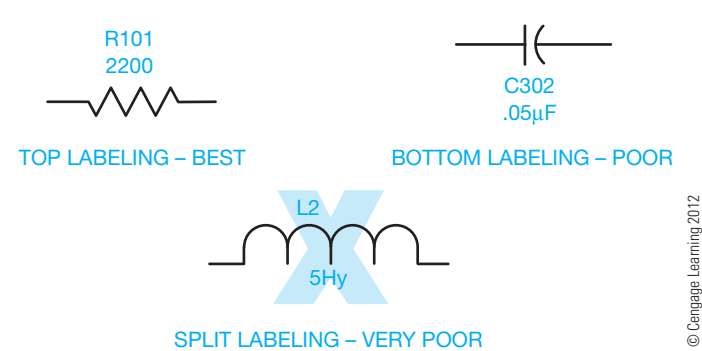 R101
2200
TOP LABELING – BEST
C302
.05μF
BOTTOM LABELING – POOR
L2
5Hy
SPLIT LABELING – VERY POOR
© Cengage Learning 2012